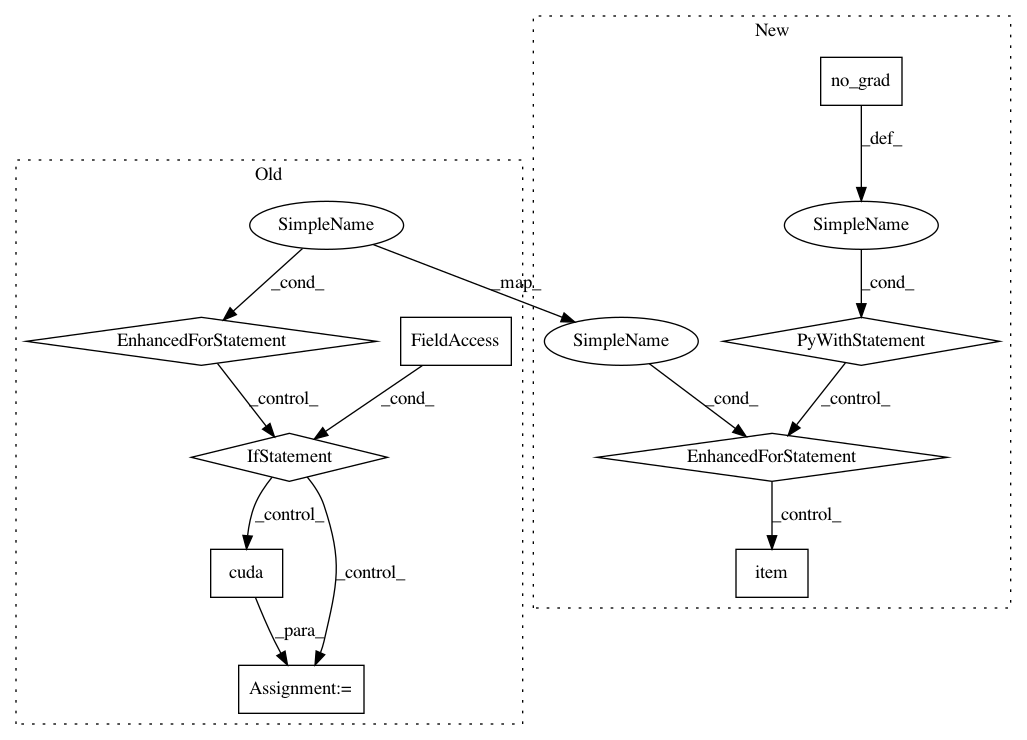 New
no_grad
_def_
Old
SimpleName
SimpleName
_cond_
_map_
_cond_
EnhancedForStatement
FieldAccess
SimpleName
PyWithStatement
_control_
_cond_
_cond_
_control_
IfStatement
EnhancedForStatement
_control_
_control_
_control_
cuda
item
_para_
Assignment:=